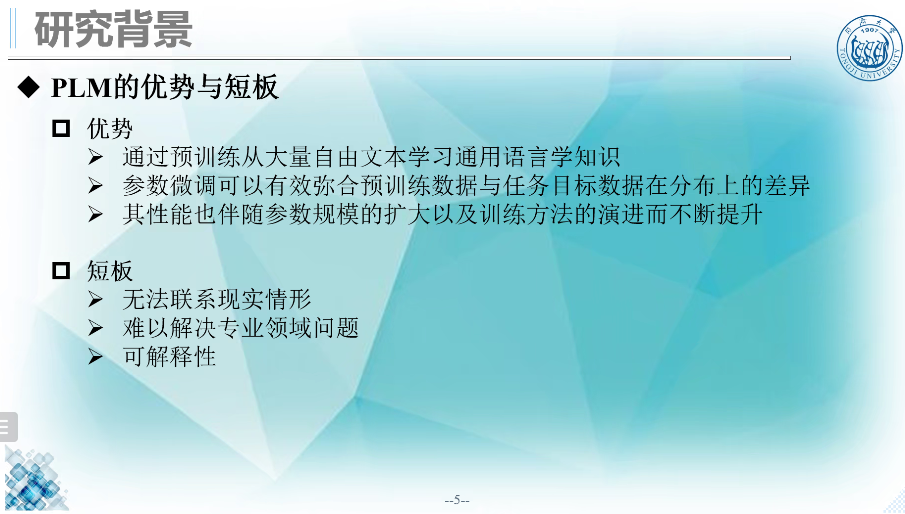 研究背景
同济大学
1907
TONGJI UNIVERSITY
PLM的优势与短板
优势
通过预训练从大量自由文本学习通用语言学知识
参数微调可以有效弥合预训练数据与任务目标数据在分布上的差异
其性能也伴随参数规模的扩大以及训练方法的演进而不断提升
短板
无法联系现实情形
难以解决专业领域问题
可解释性
--5--